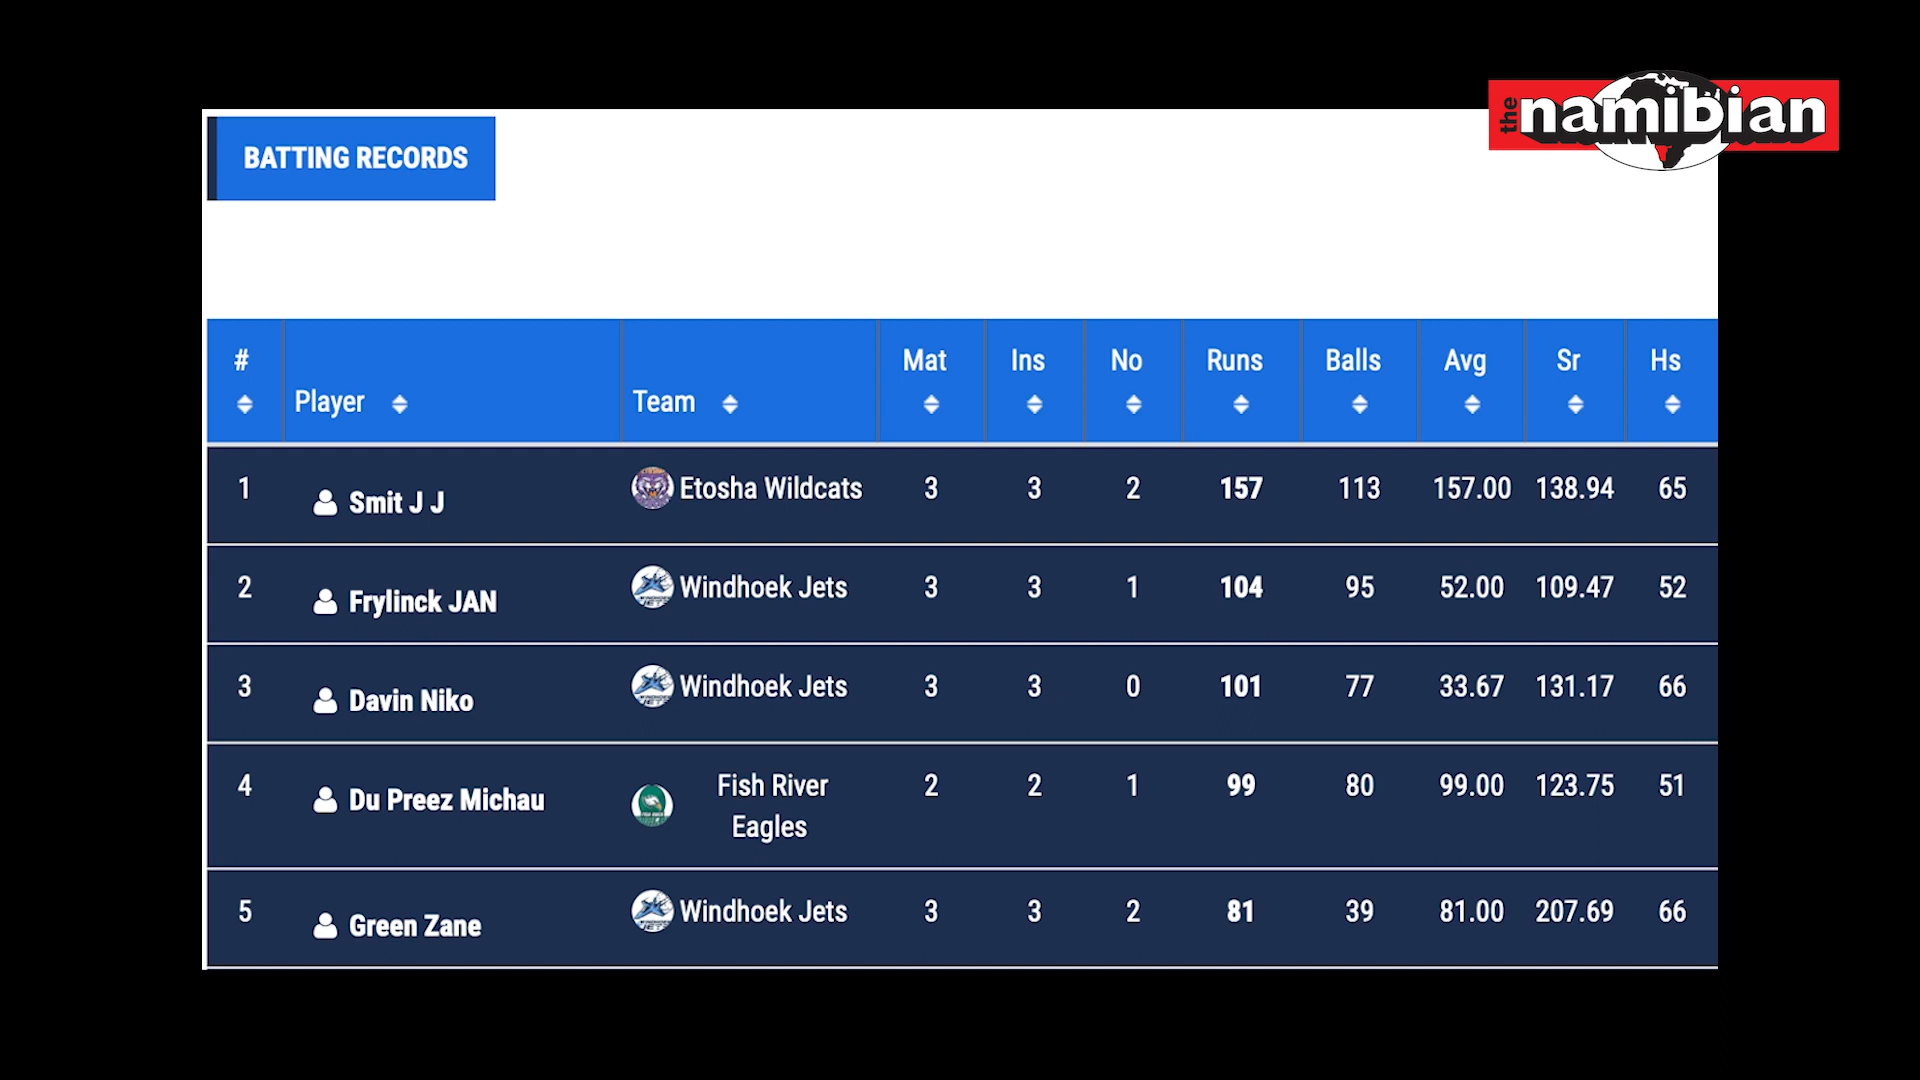 the namibian
BATTING RECORDS
# Player Team Mat Ins No Runs Balls Avg Sr Hs
1 Smit J J Etosha Wildcats 3 3 2 157 113 157.00 138.94 65
2 Frylinck JAN Windhoek Jets 3 3 1 104 95 52.00 109.47 52
3 Davin Niko Windhoek Jets 3 3 0 101 77 33.67 131.17 66
4 Du Preez Michau Fish River Eagles 2 2 1 99 80 99.00 123.75 51
5 Green Zane Windhoek Jets 3 3 2 81 39 81.00 207.69 66